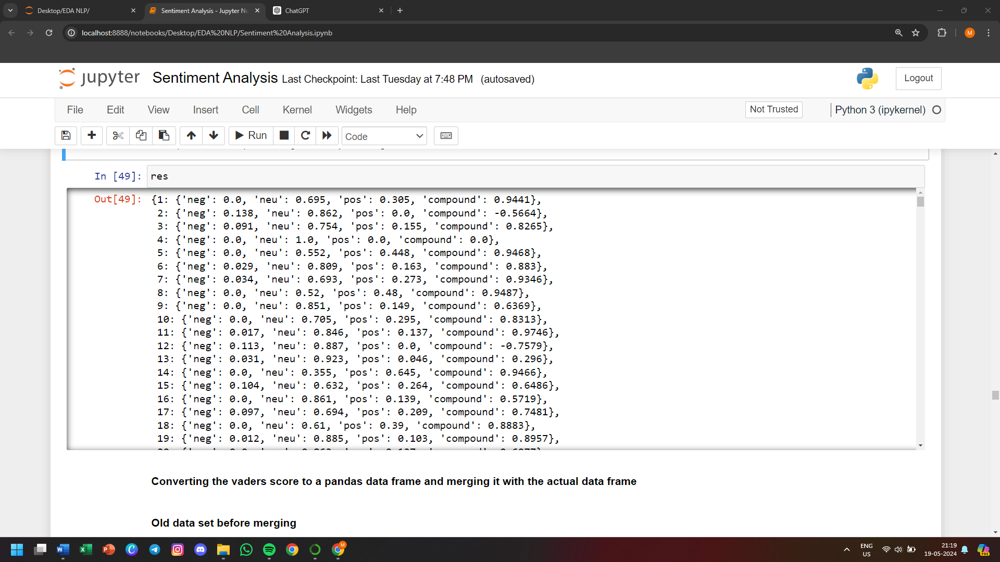 Desktop/EDA NLP/
Sentiment Analysis - Jupyter No
ChatGPT
localhost:8888/notebooks/Desktop/EDA%20NLP/Sentiment%20Analysis.ipynb
M
jupyter
Sentiment Analysis Last Checkpoint: Last Tuesday at 7:48 PM (autosaved)
Logout
File Edit View Insert Cell Kernel Widgets Help
Not Trusted
Python 3 (ipykernel)
Run
Code
In [49]: res
Out[49]: {1: {'neg': 0.0, 'neu': 0.695, 'pos': 0.305, 'compound': 0.9441},
2: {'neg': 0.138, 'neu': 0.862, 'pos': 0.0, 'compound': -0.5664},
3: {'neg': 0.091, 'neu': 0.754, 'pos': 0.155, 'compound': 0.8265},
4: {'neg': 0.0, 'neu': 1.0, 'pos': 0.0, 'compound': 0.0},
5: {'neg': 0.0, 'neu': 0.552, 'pos': 0.448, 'compound': 0.9468},
6: {'neg': 0.029, 'neu': 0.809, 'pos': 0.163, 'compound': 0.883},
7: {'neg': 0.034, 'neu': 0.693, 'pos': 0.273, 'compound': 0.9346},
8: {'neg': 0.0, 'neu': 0.52, 'pos': 0.48, 'compound': 0.9487},
9: {'neg': 0.0, 'neu': 0.851, 'pos': 0.149, 'compound': 0.6369},
10: {'neg': 0.0, 'neu': 0.705, 'pos': 0.295, 'compound': 0.8313},
11: {'neg': 0.017, 'neu': 0.846, 'pos': 0.137, 'compound': 0.9746},
12: {'neg': 0.113, 'neu': 0.887, 'pos': 0.0, 'compound': -0.7579},
13: {'neg': 0.031, 'neu': 0.923, 'pos': 0.046, 'compound': 0.296},
14: {'neg': 0.0, 'neu': 0.355, 'pos': 0.645, 'compound': 0.9466},
15: {'neg': 0.104, 'neu': 0.632, 'pos': 0.264, 'compound': 0.6486},
16: {'neg': 0.0, 'neu': 0.861, 'pos': 0.139, 'compound': 0.5719},
17: {'neg': 0.097, 'neu': 0.694, 'pos': 0.209, 'compound': 0.7481},
18: {'neg': 0.0, 'neu': 0.61, 'pos': 0.39, 'compound': 0.8883},
19: {'neg': 0.012, 'neu': 0.885, 'pos': 0.103, 'compound': 0.8957},
Converting the vaders score to a pandas data frame and merging it with the actual data frame
Old data set before merging
ENG
US
21:19
19-05-2024